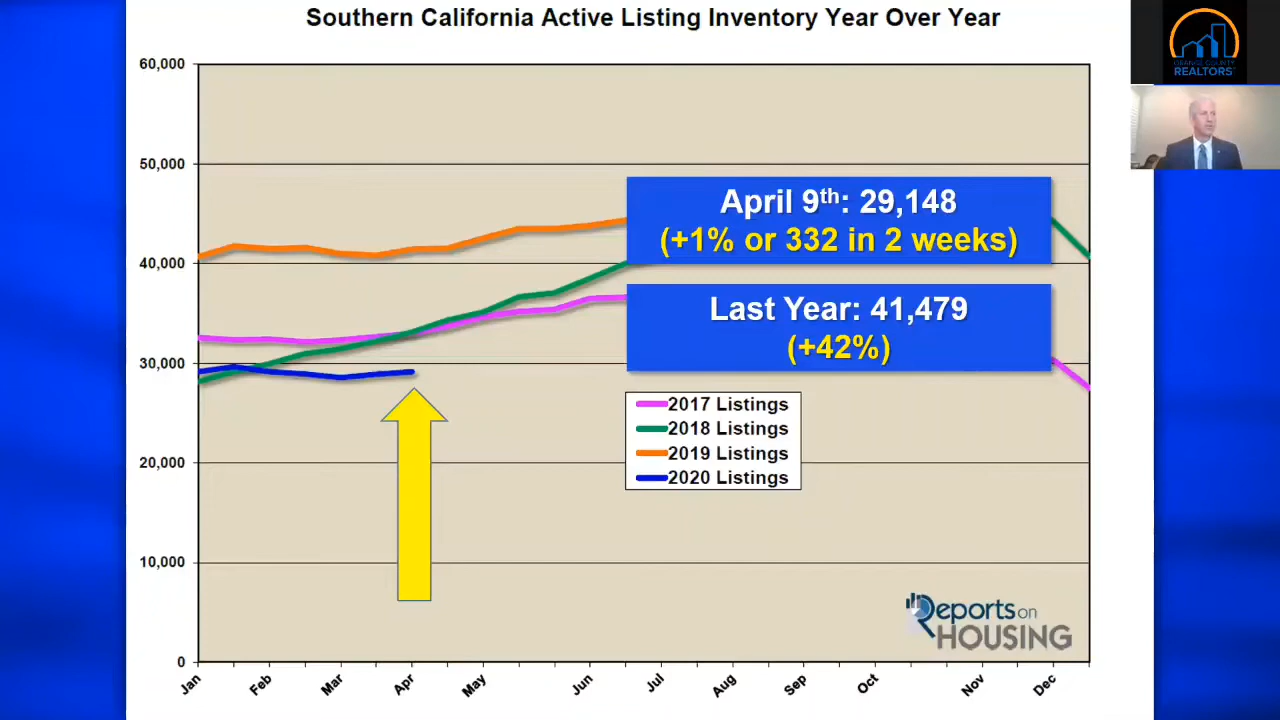 Southern California Active Listing Inventory Year Over Year
ORANGE COUNTY
REALTORS
60,000
50,000
40,000
30,000
20,000
10,000
0
April 9th: 29,148
(+1% or 332 in 2 weeks)
Last Year: 41,479
(+42%)
2017 Listings
2018 Listings
2019 Listings
2020 Listings
Reports on
HOUSING
Jan
Feb
Mar
Apr
May
Jun
Jul
Aug
Sep
Oct
Nov
Dec